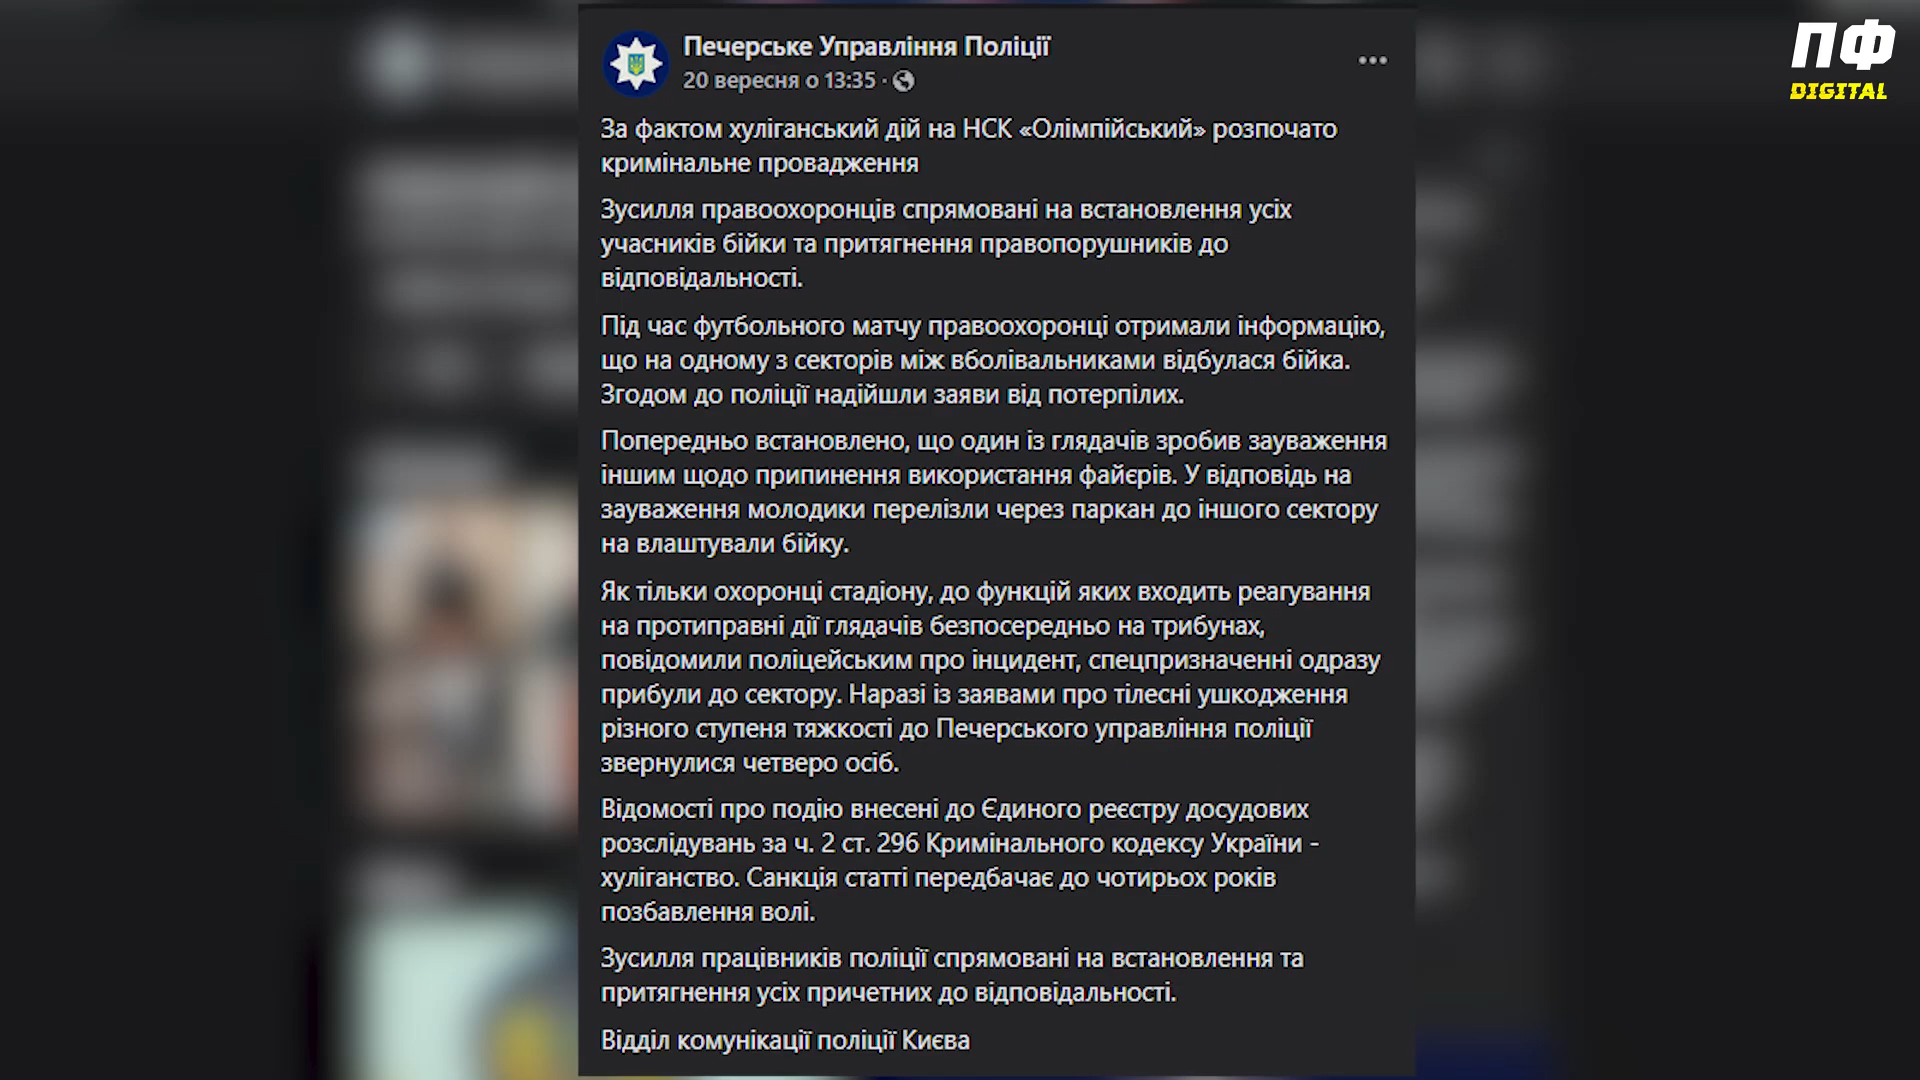 Печерське Управління Поліції
20 вересня о 13:35 ·
ПФ
DIGITAL
За фактом хуліганський дій на НСК «Олімпійський» розпочато
кримінальне провадження
Зусилля правоохоронців спрямовані на встановлення усіх
учасників бійки та притягнення правопорушників до
відповідальності.
Під час футбольного матчу правоохоронці отримали інформацію,
що на одному з секторів між вболівальниками відбулася бійка.
Згодом до поліції надійшли заяви від потерпілих.
Попередньо встановлено, що один із глядачів зробив зауваження
іншим щодо припинення використання файєрів. У відповідь на
зауваження молодики перелізли через паркан до іншого сектору
на влаштували бійку.
Як тільки охоронці стадіону, до функцій яких входить реагування
на протиправні дії глядачів безпосередньо на трибунах,
повідомили поліцейським про інцидент, спецпризначенні одразу
прибули до сектору. Наразі із заявами про тілесні ушкодження
різного ступеня тяжкості до Печерського управління поліції
звернулися четверо осіб.
Відомості про подію внесені до Єдиного реєстру досудових
розслідувань за ч. 2 ст. 296 Кримінального кодексу України -
хуліганство. Санкція статті передбачає до чотирьох років
позбавлення волі.
Зусилля працівників поліції спрямовані на встановлення та
притягнення усіх причетних до відповідальності.
Відділ комунікації поліції Києва